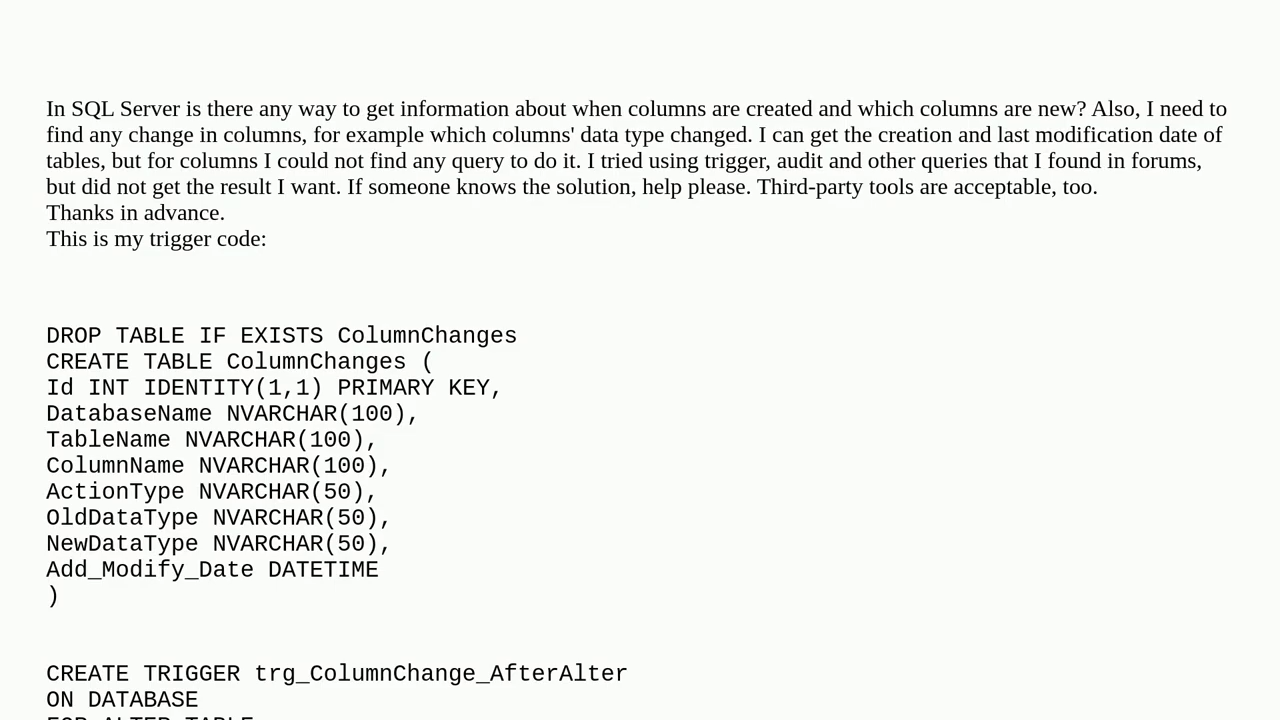 In SQL Server is there any way to get information about when columns are created and which columns are new? Also, I need to
find any change in columns, for example which columns' data type changed. I can get the creation and last modification date of
tables, but for columns I could not find any query to do it. I tried using trigger, audit and other queries that I found in forums,
but did not get the result I want. If someone knows the solution, help please. Third-party tools are acceptable, too.
Thanks in advance.
This is my trigger code:
DROP TABLE IF EXISTS ColumnChanges
CREATE TABLE ColumnChanges (
Id INT IDENTITY(1,1) PRIMARY KEY,
DatabaseName NVARCHAR(100),
TableName NVARCHAR(100),
ColumnName NVARCHAR(100),
ActionType NVARCHAR(50),
OldDataType NVARCHAR(50),
NewDataType NVARCHAR(50),
Add_Modify_Date DATETIME
)
CREATE TRIGGER trg_ColumnChange_AfterAlter
ON DATABASE
FOR ALTER_TABLE